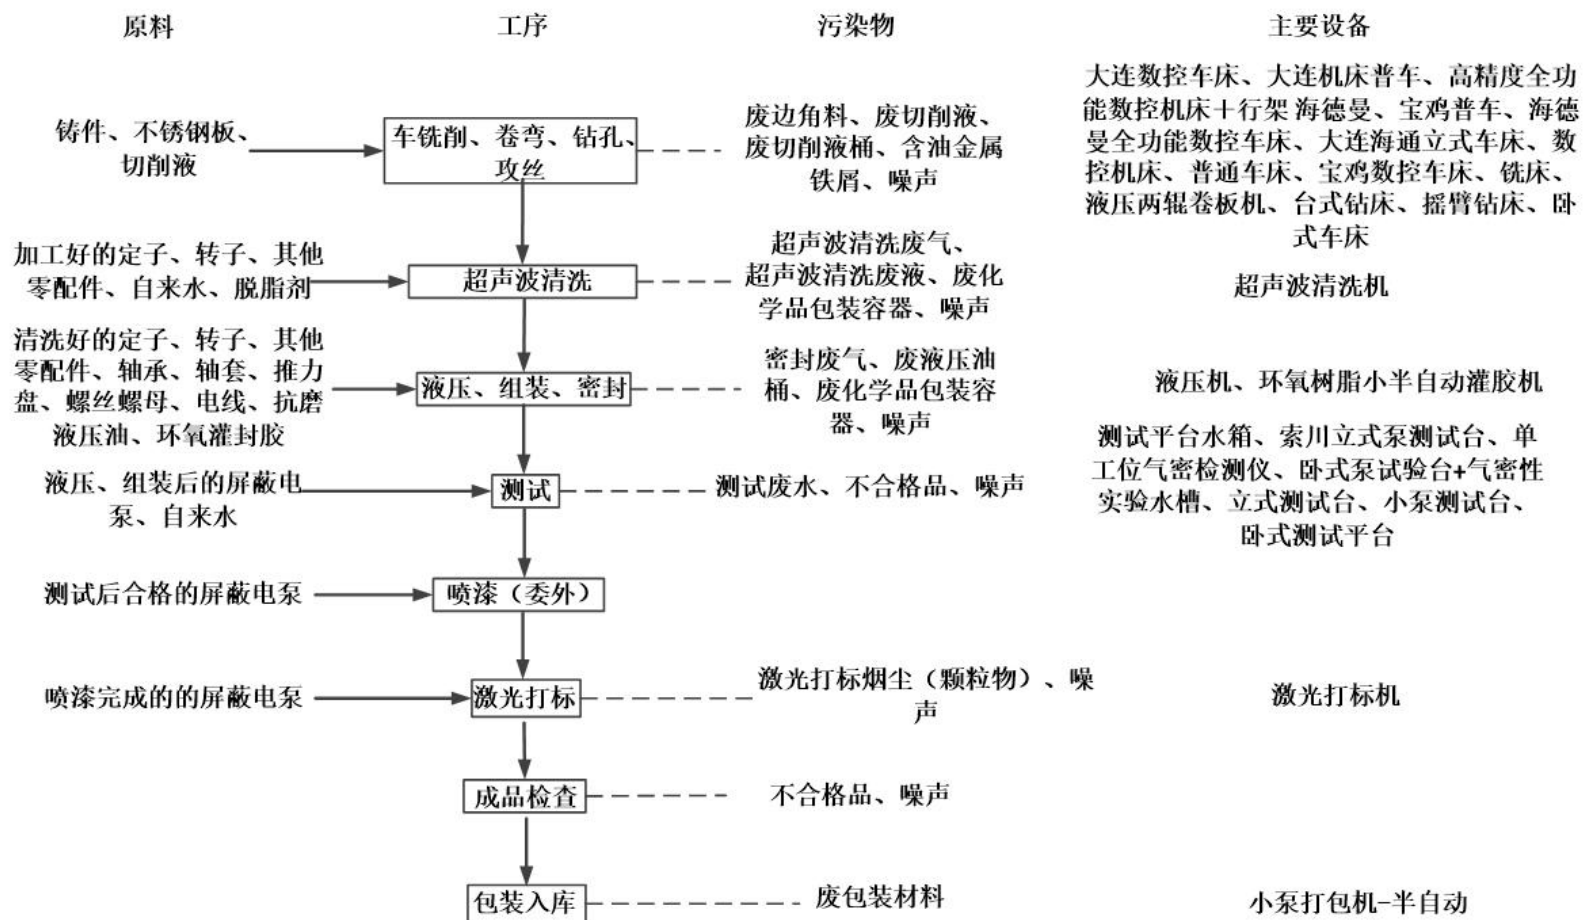 原料
工序
污染物
主要设备
铸件、不锈钢板、
切削液
车铣削、卷弯、钻孔、
攻丝
废边角料、废切削液、
废切削液桶、含油金属
铁屑、噪声
大连数控车床、大连机床普车、高精度全功
能数控机床＋行架 海德曼、宝鸡普车、海德
曼全功能数控车床、大连海通立式车床、数
控机床、普通车床、宝鸡数控车床、铣床、
液压两辊卷板机、台式钻床、摇臂钻床、卧
式车床
加工好的定子、转子、其他
零配件、自来水、脱脂剂
超声波清洗
超声波清洗废气、
超声波清洗废液、废化
学品包装容器、噪声
超声波清洗机
清洗好的定子、转子、其他
零配件、轴承、轴套、推力
盘、螺丝螺母、电线、抗磨
液压油、环氧灌封胶
液压、组装、密封
密封废气、废液压油
桶、废化学品包装容
器、噪声
液压机、环氧树脂小半自动灌胶机
液压、组装后的屏蔽电
泵、自来水
测试
测试废水、不合格品、噪声
测试平台水箱、索川立式泵测试台、单
工位气密检测仪、卧式泵试验台+气密性
实验水槽、立式测试台、小泵测试台、
卧式测试平台
测试后合格的屏蔽电泵
喷漆（委外）
喷漆完成的的屏蔽电泵
激光打标
激光打标烟尘（颗粒物）、噪
声
激光打标机
成品检查
不合格品、噪声
包装入库
废包装材料
小泵打包机-半自动